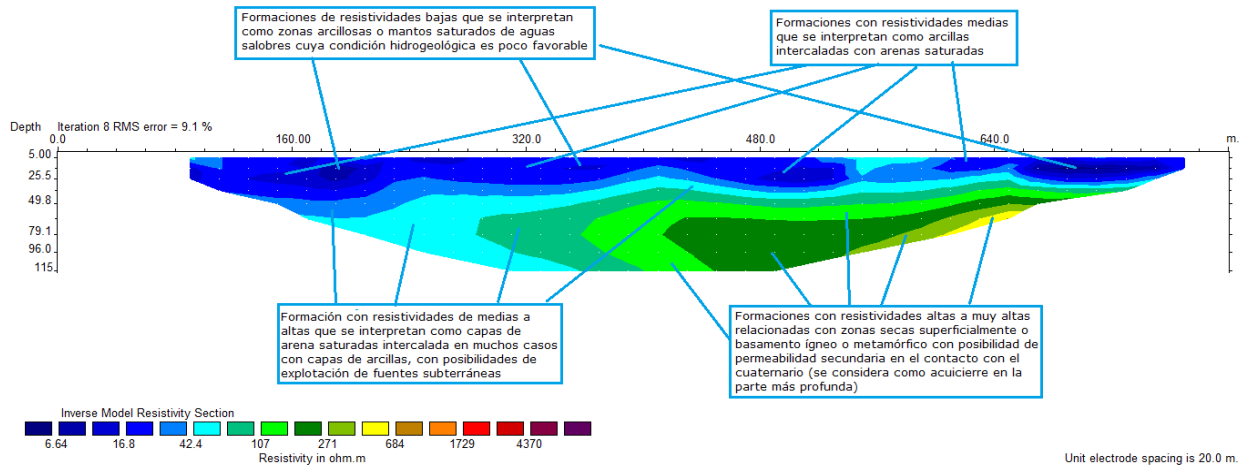 Formaciones de resistividades bajas que se interpretan
como zonas arcillosas o mantos saturados de aguas
salobres cuya condición hidrogeológica es poco favorable
Formaciones con resistividades medias
que se interpretan como arcillas
intercaladas con arenas saturadas
Depth Iteration 8 RMS error = 9.1 %
0.0 160.00 320.0 480.0 640.0 m.
5.00
25.5
49.8
79.1
96.0
115
Formación con resistividades de medias a
altas que se interpretan como capas de
arena saturadas intercalada en muchos casos
con capas de arcillas, con posibilidades de
explotación de fuentes subterráneas
Formaciones con resistividades altas a muy altas
relacionadas con zonas secas superficialmente o
basamento ígneo o metamórfico con posibilidad de
permeabilidad secundaria en el contacto con el
cuaternario (se considera como acuicierre en la
parte más profunda)
Inverse Model Resistivity Section
6.64 16.8 42.4 107 271 684 1729 4370
Resistivity in ohm.m
Unit electrode spacing is 20.0 m.